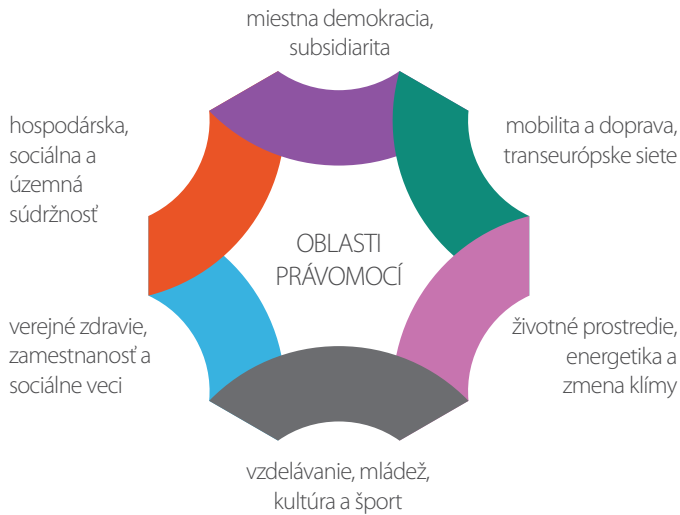 miestna demokracia,
subsidiarita
mobilita a doprava,
transeurópske siete
životné prostredie,
energetika a
zmena klímy
vzdelávanie, mládež,
kultúra a šport
verejné zdravie,
zamestnanosť a
sociálne veci
hospodárska,
sociálna a
územná
súdržnosť
OBLASTI
PRÁVOMOCÍ